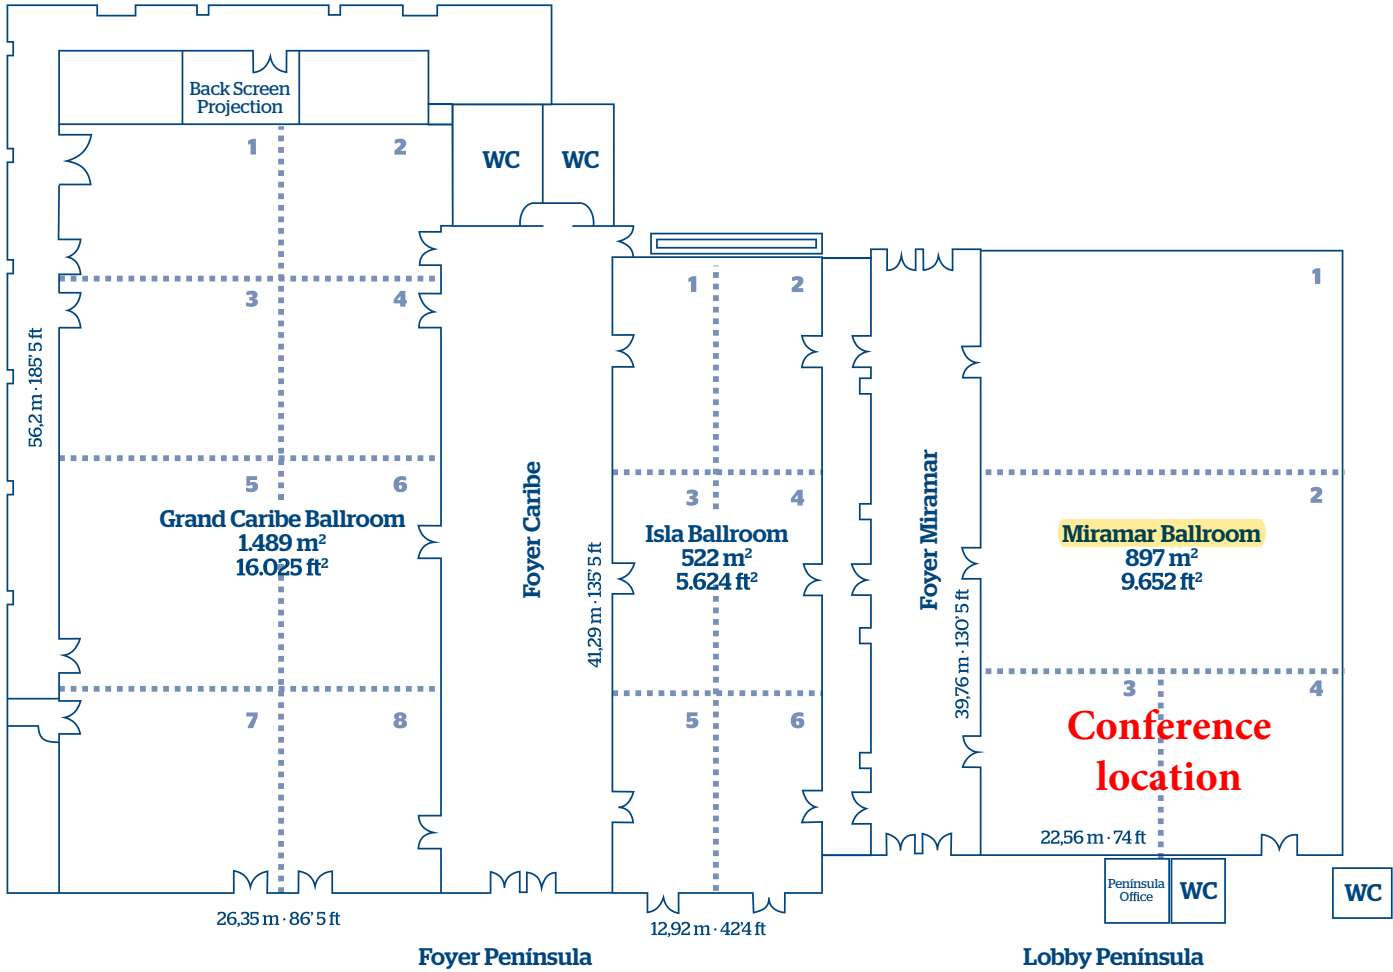 Back Screen
Projection
1
2
WC
WC
3
4
1
2
1
56,2 m · 185' 5 ft
5
6
Grand Caribe Ballroom
1.489 m²
16.025 ft²
Foyer Caribe
41,29 m · 135' 5 ft
3
4
Isla Ballroom
522 m²
5.624 ft²
Foyer Miramar
39,76 m · 130' 5 ft
2
Miramar Ballroom
897 m²
9.652 ft²
7
8
5
6
3
4
Conference
location
22,56 m · 74 ft
Península
Office
WC
WC
26,35 m · 86' 5 ft
12,92 m · 42'4 ft
Foyer Península
Lobby Península